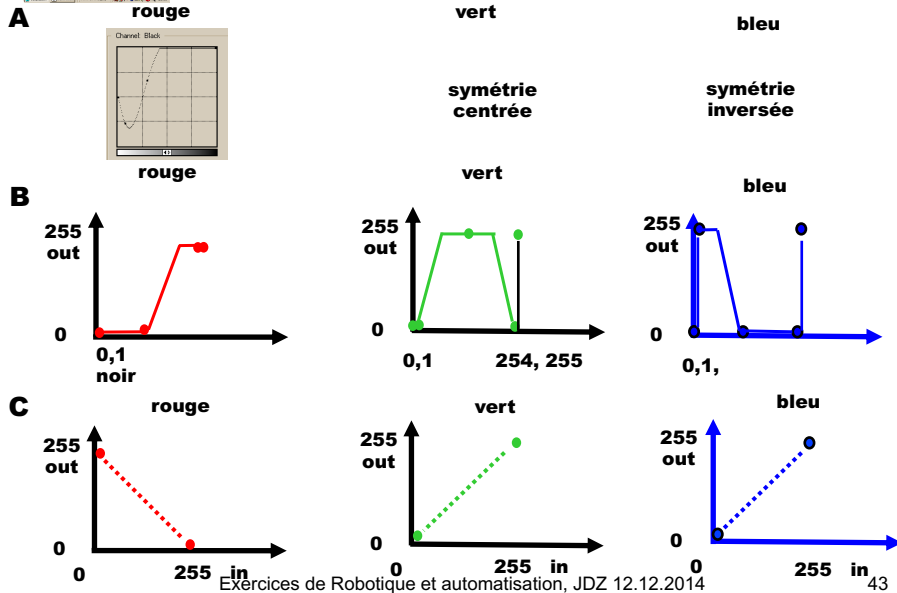 A
rouge
vert
bleu
Channel: Black
symétrie
centrée
symétrie
inversée
B
rouge
vert
bleu
255
out
0
0,1
noir
255
out
0
0,1
254, 255
255
out
0
0,1,
C
rouge
vert
bleu
255
out
0
0
255
in
255
out
0
0
255
in
255
out
0
0
255
in
Exercices de Robotique et automatisation, JDZ 12.12.2014
43